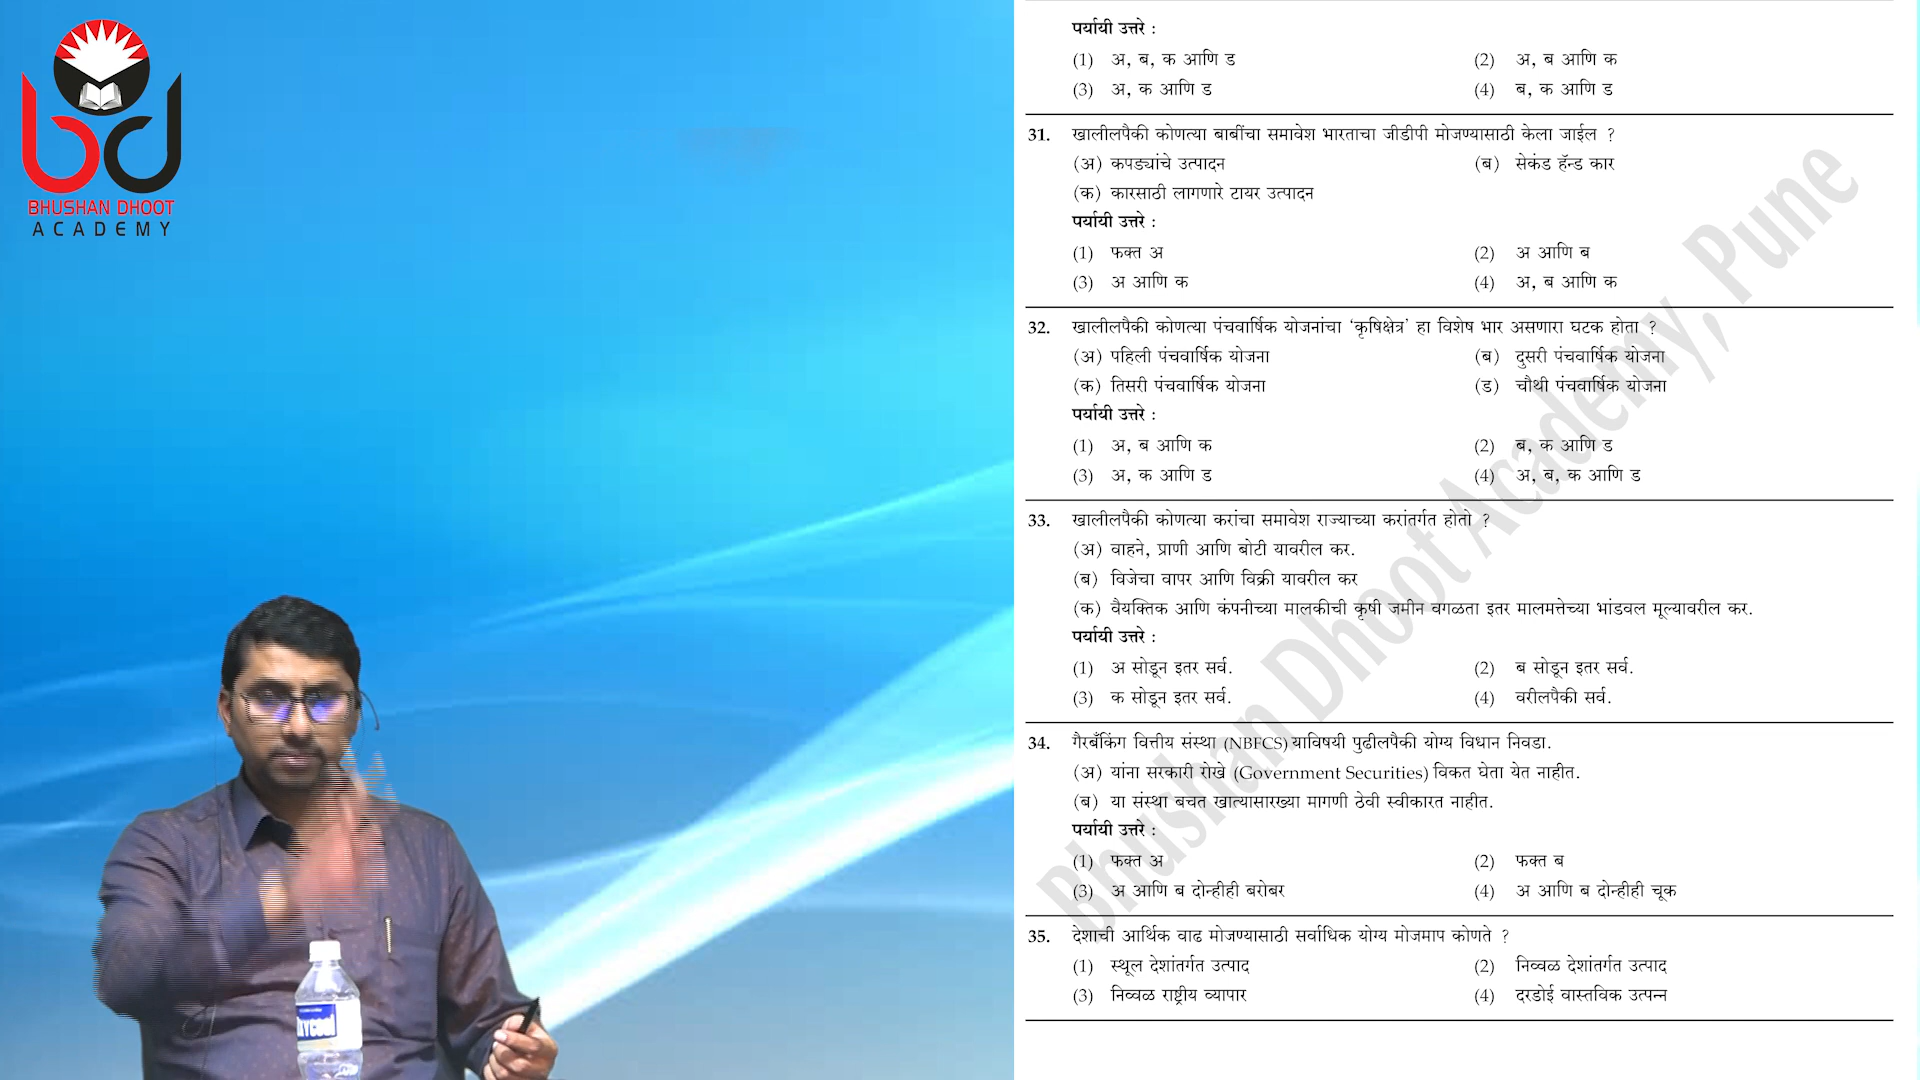 BHUSHAN DHOOT
ACADEMY
पर्यायी उत्तरे :
(1) अ, ब, क आणि ड (2) अ, ब आणि क
(3) अ, क आणि ड (4) ब, क आणि ड
31. खालीलपैकी कोणत्या बाबींचा समावेश भारताचा जीडीपी मोजण्यासाठी केला जाईल ?
(अ) कपड्यांचे उत्पादन (ब) सेकंड हॅन्ड कार
(क) कारसाठी लागणारे टायर उत्पादन
पर्यायी उत्तरे :
(1) फक्त अ (2) अ आणि ब
(3) अ आणि क (4) अ, ब आणि क
32. खालीलपैकी कोणत्या पंचवार्षिक योजनांचा ‘कृषिक्षेत्र’ हा विशेष भार असणारा घटक होता ?
(अ) पहिली पंचवार्षिक योजना (ब) दुसरी पंचवार्षिक योजना
(क) तिसरी पंचवार्षिक योजना (ड) चौथी पंचवार्षिक योजना
पर्यायी उत्तरे :
(1) अ, ब आणि क (2) ब, क आणि ड
(3) अ, क आणि ड (4) अ, ब, क आणि ड
33. खालीलपैकी कोणत्या करांचा समावेश राज्याच्या करांतर्गत होतो ?
(अ) वाहने, प्राणी आणि बोटी यावरील कर.
(ब) विजेचा वापर आणि विक्री यावरील कर
(क) वैयक्तिक आणि कंपनीच्या मालकीची कृषी जमीन वगळता इतर मालमत्तेच्या भांडवल मूल्यावरील कर.
पर्यायी उत्तरे :
(1) अ सोडून इतर सर्व. (2) ब सोडून इतर सर्व.
(3) क सोडून इतर सर्व. (4) वरीलपैकी सर्व.
34. गैरबँकिंग वित्तीय संस्था (NBFCS) याविषयी पुढीलपैकी योग्य विधान निवडा.
(अ) यांना सरकारी रोखे (Government Securities) विकत घेता येत नाहीत.
(ब) या संस्था बचत खात्यासारख्या मागणी ठेवी स्वीकारत नाहीत.
पर्यायी उत्तरे :
(1) फक्त अ (2) फक्त ब
(3) अ आणि ब दोन्हीही बरोबर (4) अ आणि ब दोन्हीही चूक
35. देशाची आर्थिक वाढ मोजण्यासाठी सर्वाधिक योग्य मोजमाप कोणते ?
(1) स्थूल देशांतर्गत उत्पाद (2) निव्वळ देशांतर्गत उत्पाद
(3) निव्वळ राष्ट्रीय व्यापार (4) दरडोई वास्तविक उत्पन्न
Bhushan Dhoot Academy, Pune